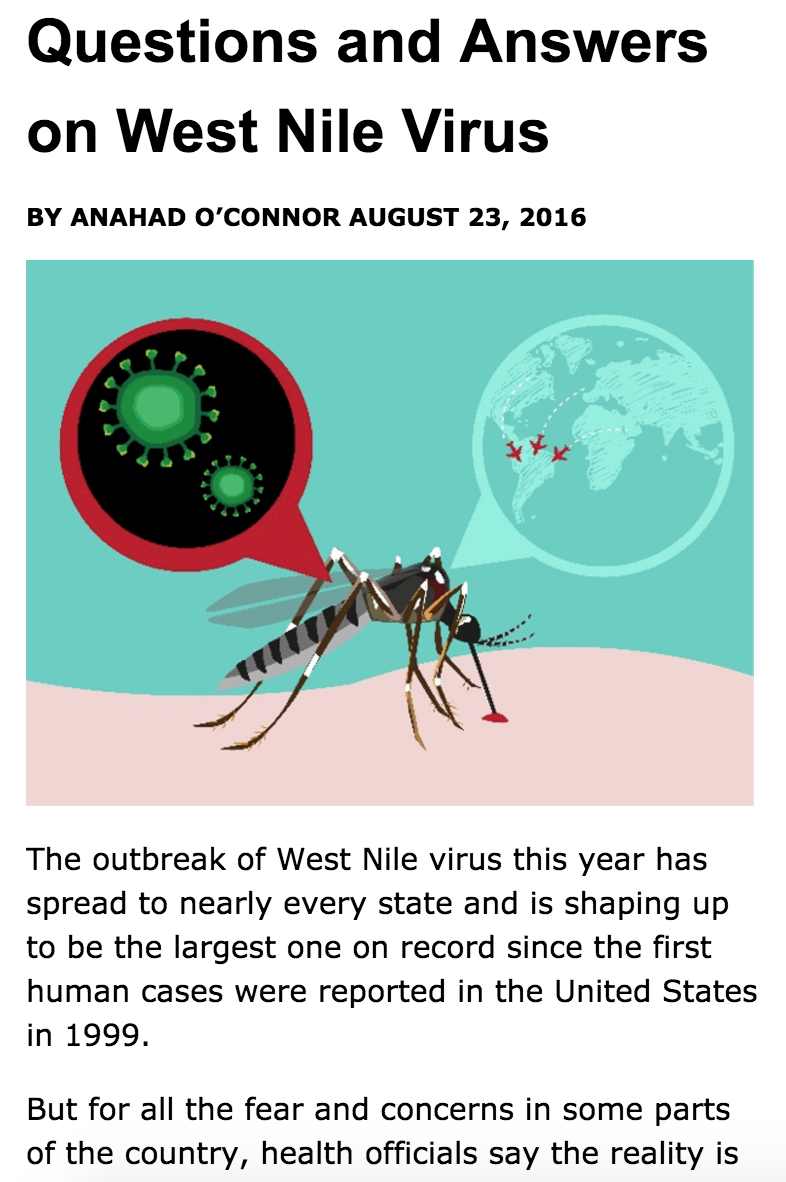 Questions and Answers
on West Nile Virus
BY ANAHAD O’CONNOR AUGUST 23, 2016
The outbreak of West Nile virus this year has
spread to nearly every state and is shaping up
to be the largest one on record since the first
human cases were reported in the United States
in 1999.
But for all the fear and concerns in some parts
of the country, health officials say the reality is